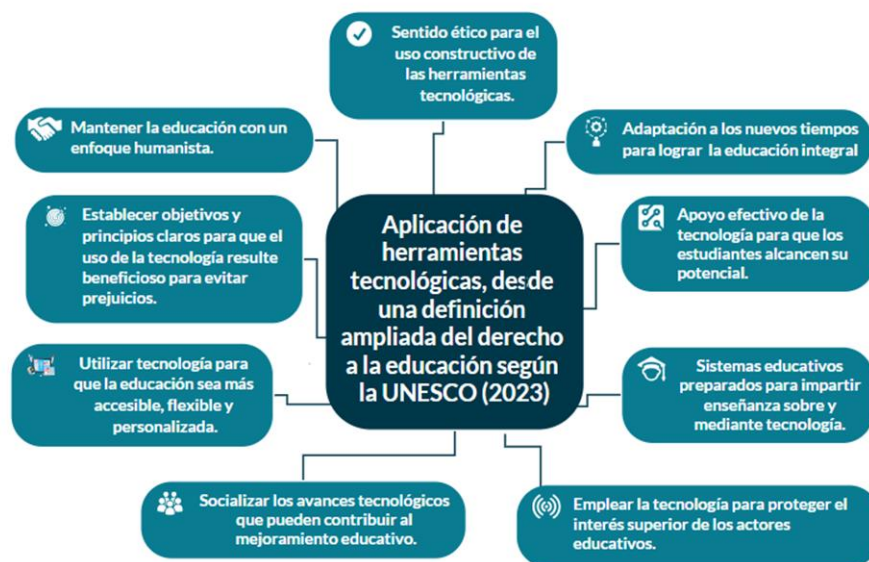 Sentido ético para el
uso constructivo de
las herramientas
tecnológicas.
Mantener la educación con un
enfoque humanista.
Adaptación a los nuevos tiempos
para lograr la educación integral
Establecer objetivos y
principios claros para que el
uso de la tecnología resulte
beneficioso para evitar
prejuicios.
Aplicación de
herramientas
tecnológicas, desde
una definición
ampliada del derecho
a la educación según
la UNESCO (2023)
Apoyo efectivo de la
tecnología para que los
estudiantes alcancen su
potencial.
Utilizar tecnología para
que la educación sea más
accesible, flexible y
personalizada.
Sistemas educativos
preparados para impartir
enseñanza sobre y
mediante tecnología.
Socializar los avances tecnológicos
que pueden contribuir al
mejoramiento educativo.
Emplear la tecnología para proteger el
interés superior de los actores
educativos.